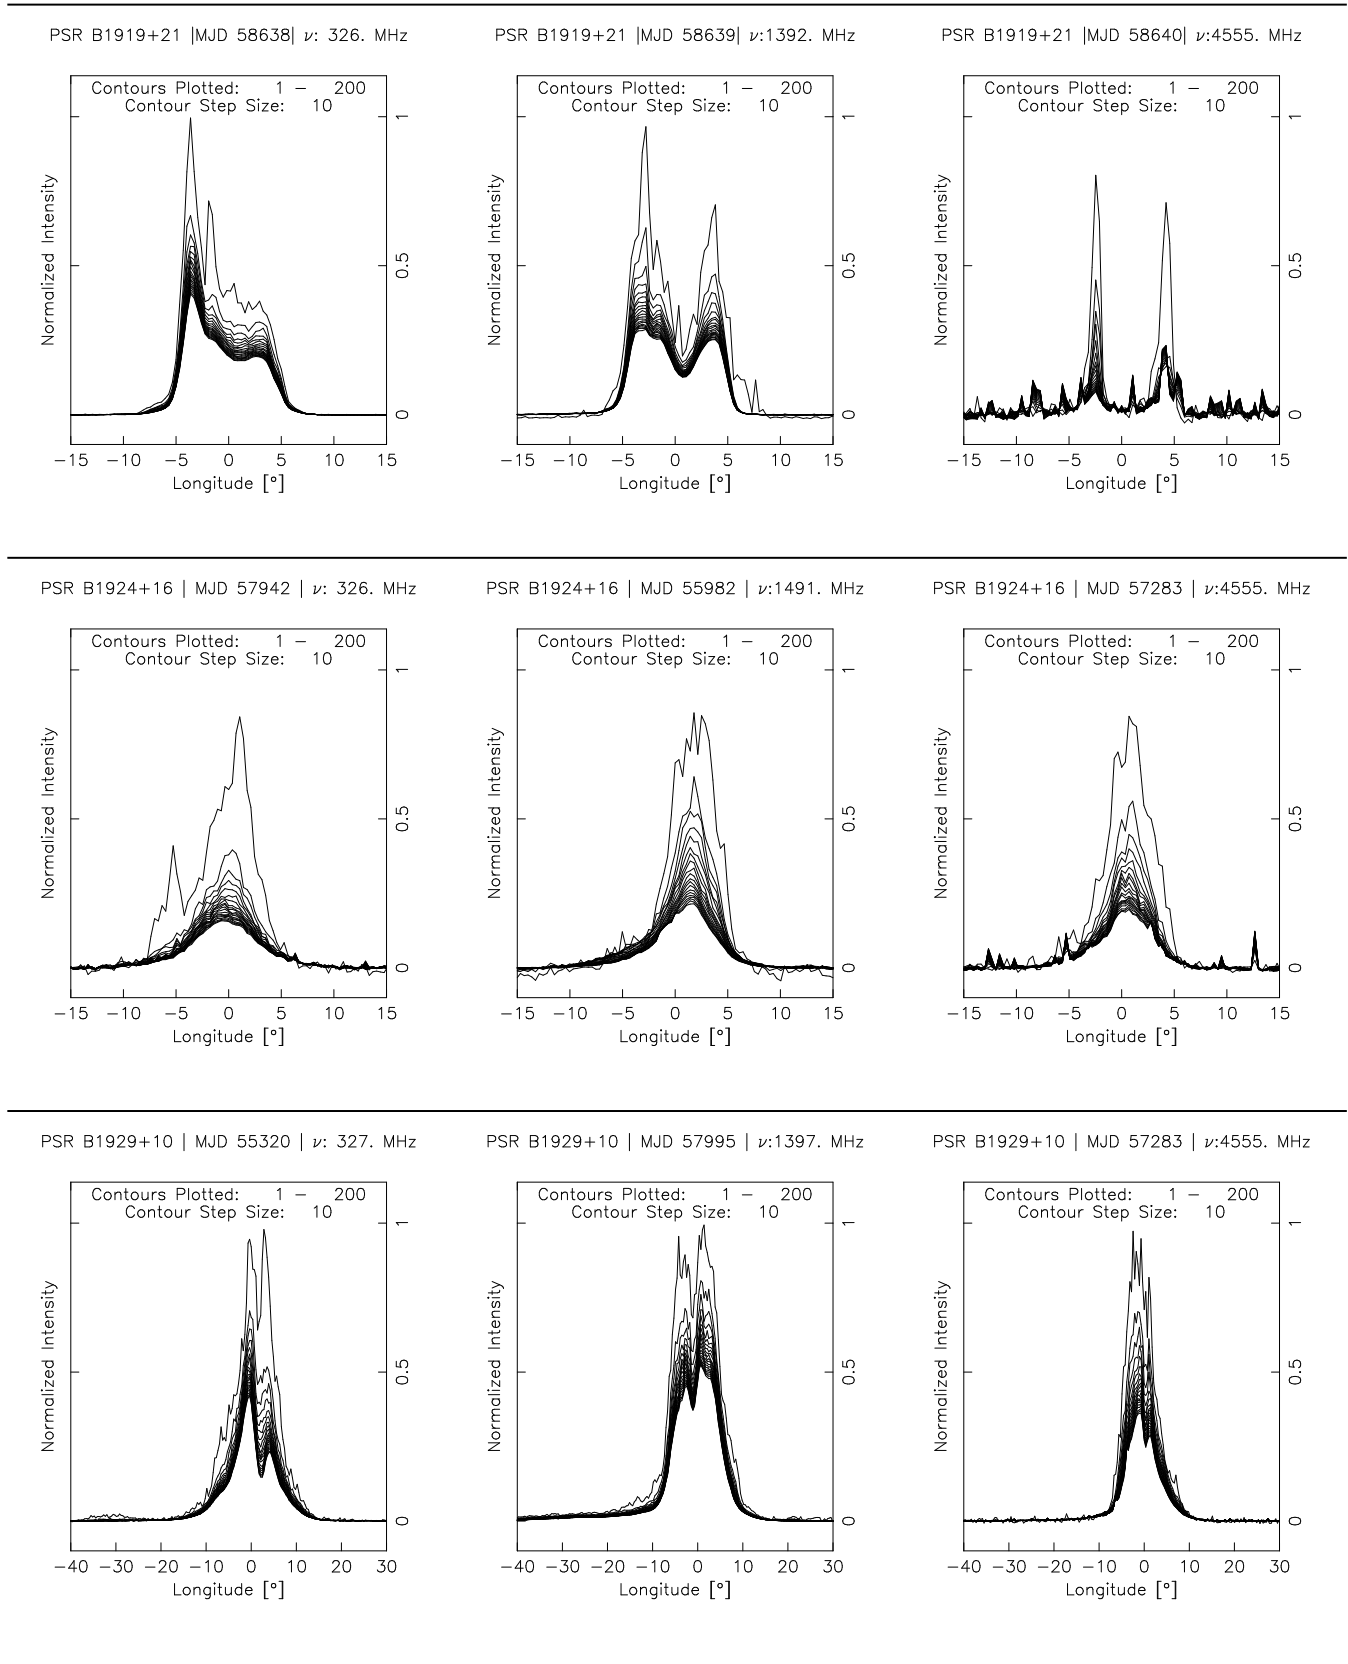 PSR B1919+21 |MJD 58638| ν: 326. MHz
Contours Plotted: 1 – 200
Contour Step Size: 10
Normalized Intensity
0 0.5 1
−15 −10 −5 0 5 10 15
Longitude [°]
PSR B1919+21 |MJD 58639| ν:1392. MHz
Contours Plotted: 1 – 200
Contour Step Size: 10
Normalized Intensity
0 0.5 1
−15 −10 −5 0 5 10 15
Longitude [°]
PSR B1919+21 |MJD 58640| ν:4555. MHz
Contours Plotted: 1 – 200
Contour Step Size: 10
Normalized Intensity
0 0.5 1
−15 −10 −5 0 5 10 15
Longitude [°]
PSR B1924+16 | MJD 57942 | ν: 326. MHz
Contours Plotted: 1 – 200
Contour Step Size: 10
Normalized Intensity
0 0.5 1
−15 −10 −5 0 5 10 15
Longitude [°]
PSR B1924+16 | MJD 55982 | ν:1491. MHz
Contours Plotted: 1 – 200
Contour Step Size: 10
Normalized Intensity
0 0.5 1
−15 −10 −5 0 5 10 15
Longitude [°]
PSR B1924+16 | MJD 57283 | ν:4555. MHz
Contours Plotted: 1 – 200
Contour Step Size: 10
Normalized Intensity
0 0.5 1
−15 −10 −5 0 5 10 15
Longitude [°]
PSR B1929+10 | MJD 55320 | ν: 327. MHz
Contours Plotted: 1 – 200
Contour Step Size: 10
Normalized Intensity
0 0.5 1
−40 −30 −20 −10 0 10 20 30
Longitude [°]
PSR B1929+10 | MJD 57995 | ν:1397. MHz
Contours Plotted: 1 – 200
Contour Step Size: 10
Normalized Intensity
0 0.5 1
−40 −30 −20 −10 0 10 20 30
Longitude [°]
PSR B1929+10 | MJD 57283 | ν:4555. MHz
Contours Plotted: 1 – 200
Contour Step Size: 10
Normalized Intensity
0 0.5 1
−40 −30 −20 −10 0 10 20 30
Longitude [°]